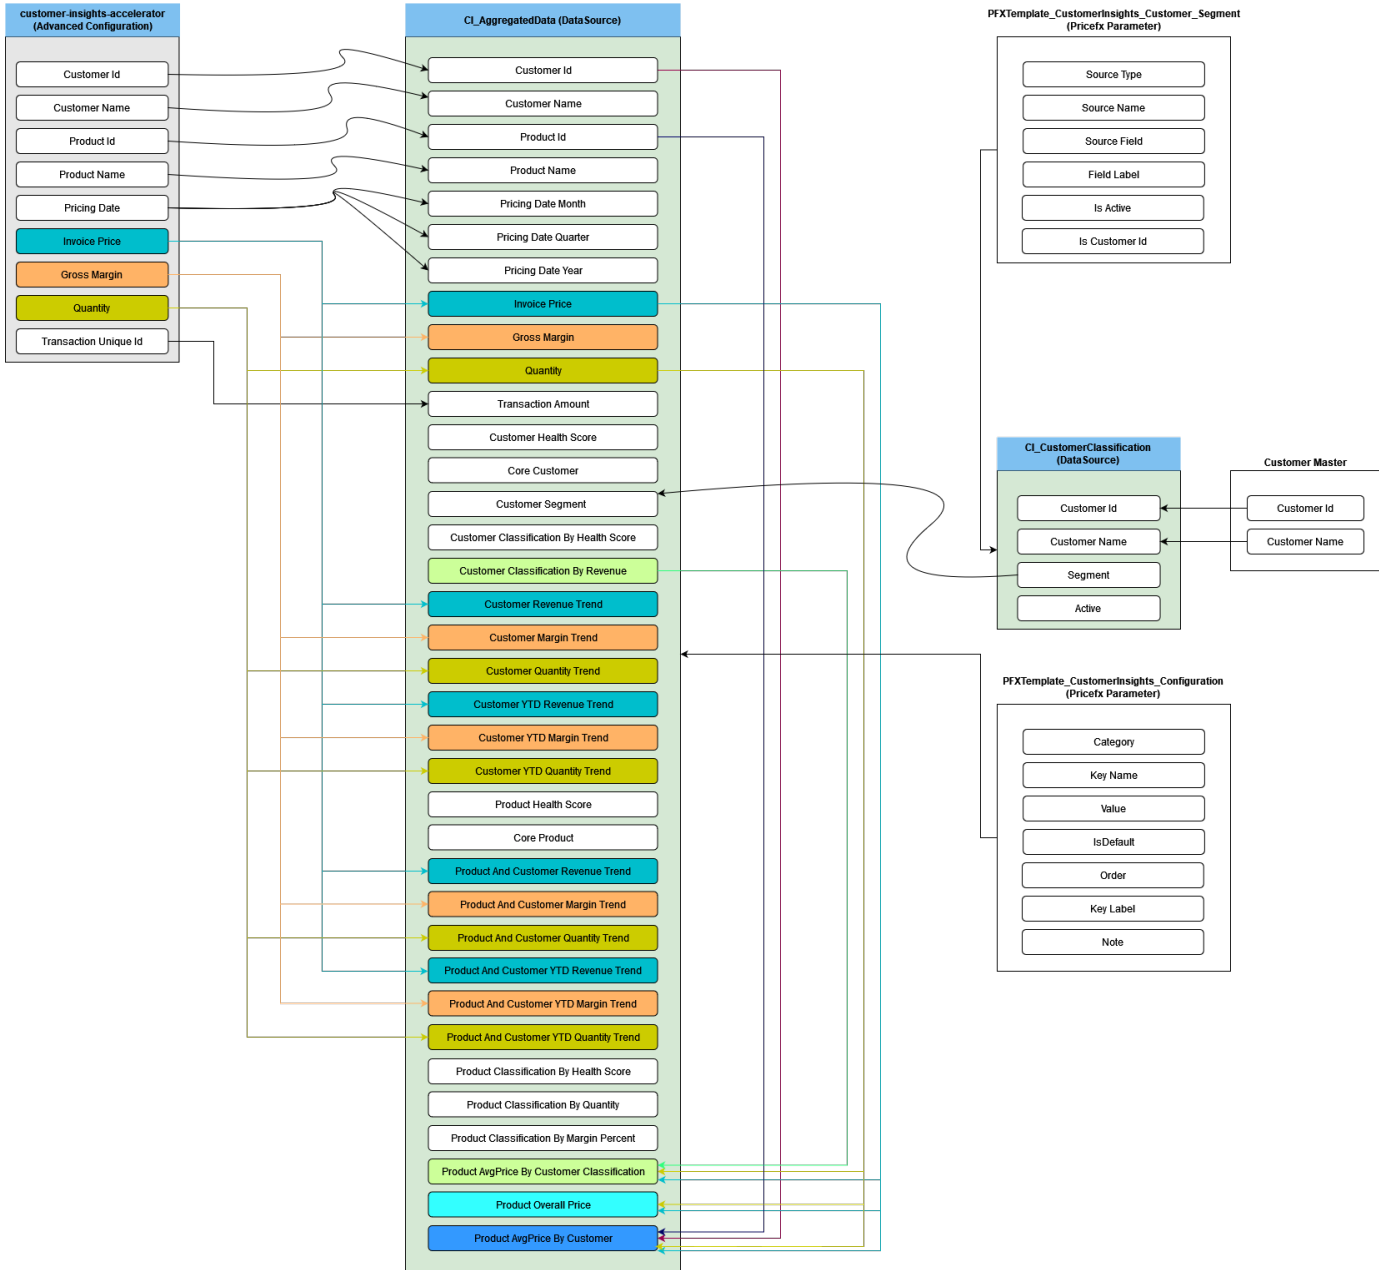 customer-insights-accelerator
(Advanced Configuration)
Customer Id
Customer Name
Product Id
Product Name
Pricing Date
Invoice Price
Gross Margin
Quantity
Transaction Unique Id
CI_AggregatedData (DataSource)
Customer Id
Customer Name
Product Id
Product Name
Pricing Date Month
Pricing Date Quarter
Pricing Date Year
Invoice Price
Gross Margin
Quantity
Transaction Amount
Customer Health Score
Core Customer
Customer Segment
Customer Classification By Health Score
Customer Classification By Revenue
Customer Revenue Trend
Customer Margin Trend
Customer Quantity Trend
Customer YTD Revenue Trend
Customer YTD Margin Trend
Customer YTD Quantity Trend
Product Health Score
Core Product
Product And Customer Revenue Trend
Product And Customer Margin Trend
Product And Customer Quantity Trend
Product And Customer YTD Revenue Trend
Product And Customer YTD Margin Trend
Product And Customer YTD Quantity Trend
Product Classification By Health Score
Product Classification By Quantity
Product Classification By Margin Percent
Product AvgPrice By Customer Classification
Product Overall Price
Product AvgPrice By Customer
PFXTemplate_CustomerInsights_Customer_Segment
(Pricefx Parameter)
Source Type
Source Name
Source Field
Field Label
Is Active
Is Customer Id
CI_CustomerClassification
(DataSource)
Customer Id
Customer Name
Segment
Active
Customer Master
Customer Id
Customer Name
PFXTemplate_CustomerInsights_Configuration
(Pricefx Parameter)
Category
Key Name
Value
IsDefault
Order
Key Label
Note